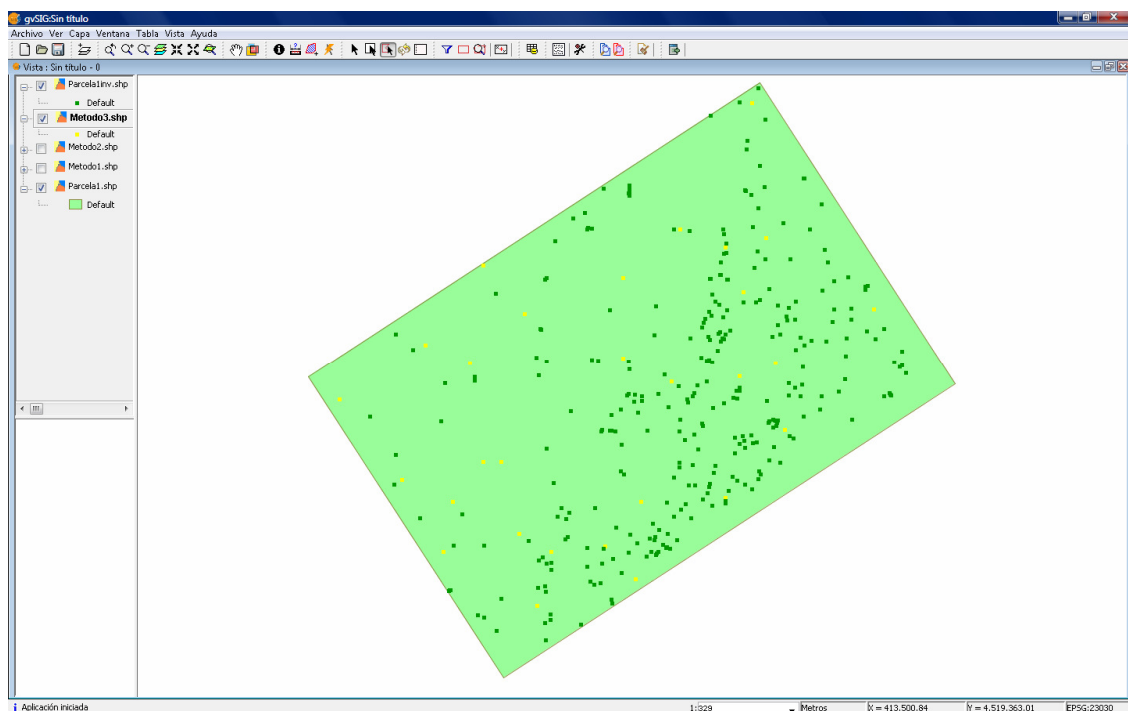 gvSIG:Sin título
Archivo Ver Capa Ventana Tabla Vista Ayuda
Vista : Sin título - 0
Parcela1inv.shp
Default
Metodo3.shp
Default
Metodo2.shp
Metodo1.shp
Parcela1.shp
Default
Aplicación iniciada
1:329
Metros
X = 413.500.84
Y = 4.519.363.01
EPSG:23030